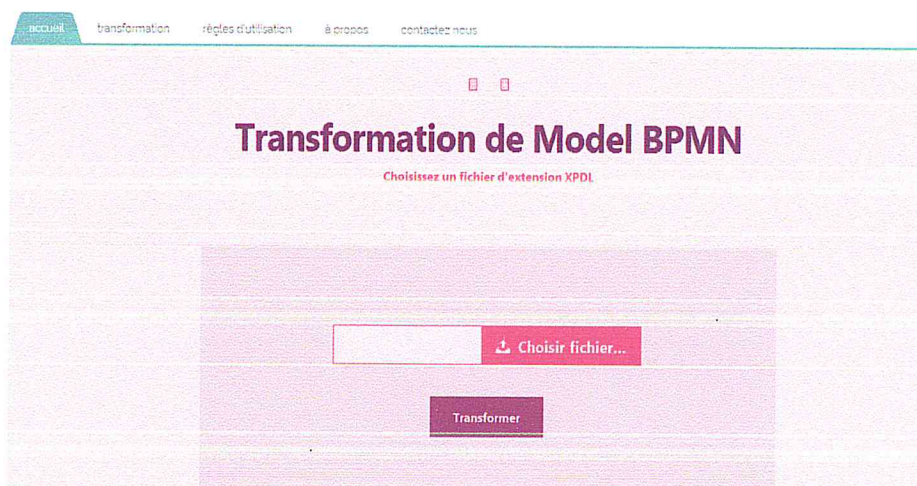 accueil transformation règles d'utilisation à propos contactez nous
Transformation de Model BPMN
Choisissez un fichier d'extension XPDL
Choisir fichier...
Transformer